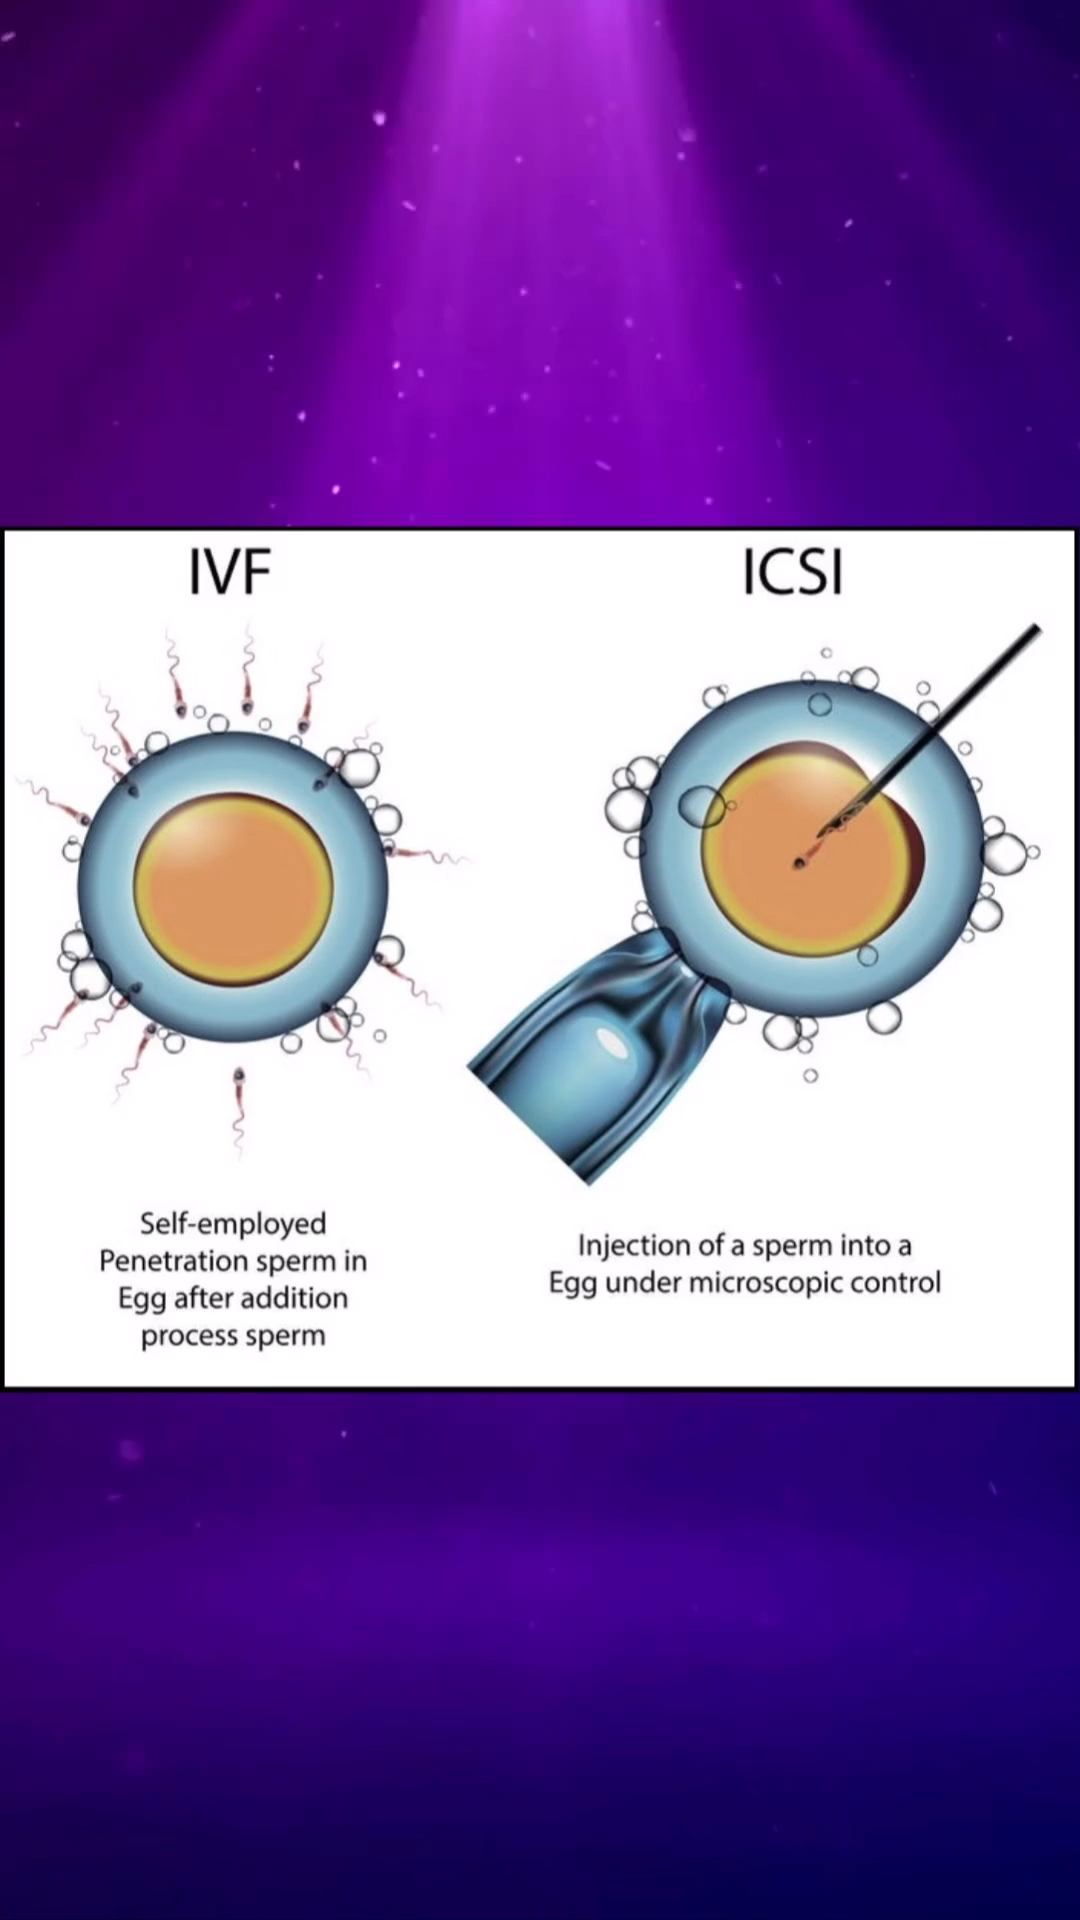 IVF
ICSI
Self-employed
Penetration sperm in
Egg after addition
process sperm
Injection of a sperm into a
Egg under microscopic control